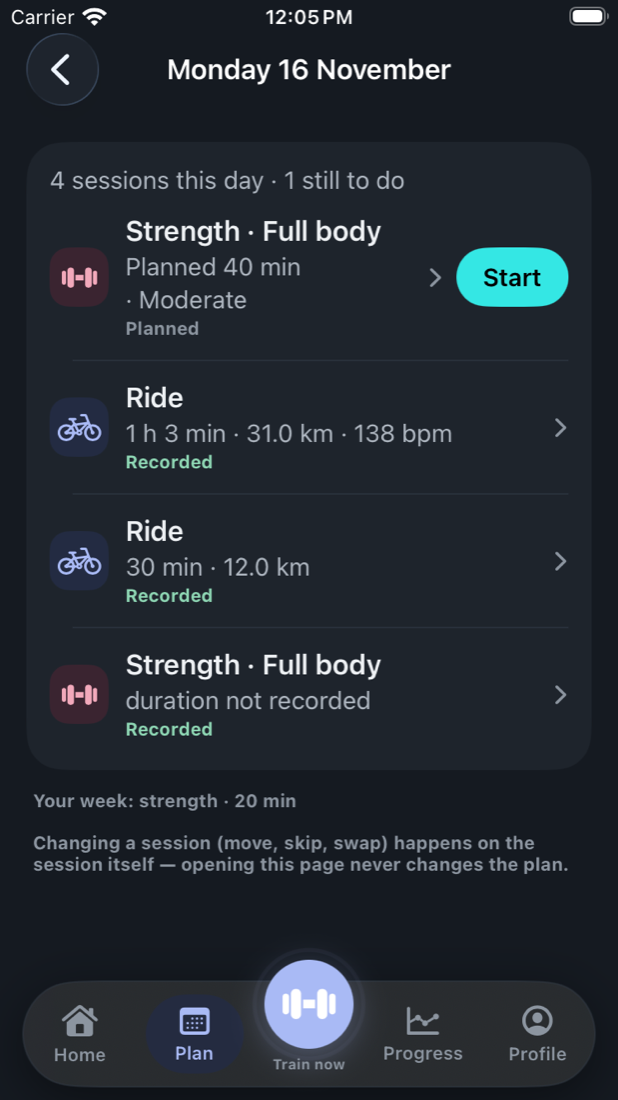 Carrier 12:05 PM
Monday 16 November
4 sessions this day · 1 still to do
Strength · Full body
Planned 40 min
· Moderate
Planned
Start
Ride
1 h 3 min · 31.0 km · 138 bpm
Recorded
Ride
30 min · 12.0 km
Recorded
Strength · Full body
duration not recorded
Recorded
Your week: strength · 20 min
Changing a session (move, skip, swap) happens on the
session itself — opening this page never changes the plan.
Home
Plan
Train now
Progress
Profile